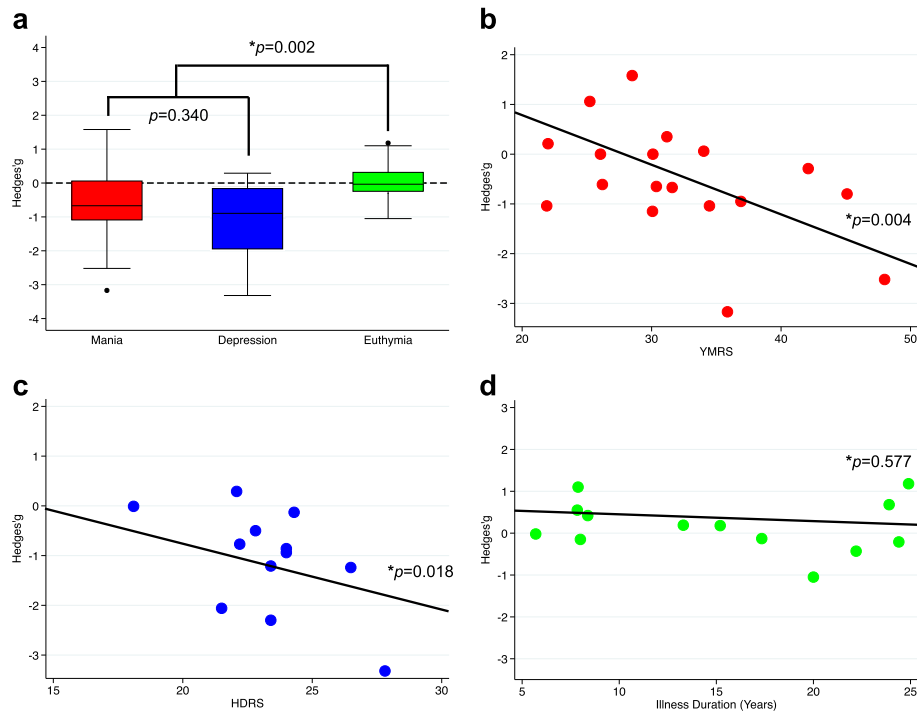 a
*p=0.002
p=0.340
4
3
2
1
0
-1
-2
-3
-4
Hedges'g
Mania Depression Euthymia
b
*p=0.004
2
1
0
-1
-2
-3
Hedges'g
20 30 40 50
YMRS
c
*p=0.018
2
1
0
-1
-2
-3
Hedges'g
15 20 25 30
HDRS
d
*p=0.577
3
2
1
0
-1
-2
-3
Hedges'g
5 10 15 20 25
Illness Duration (Years)